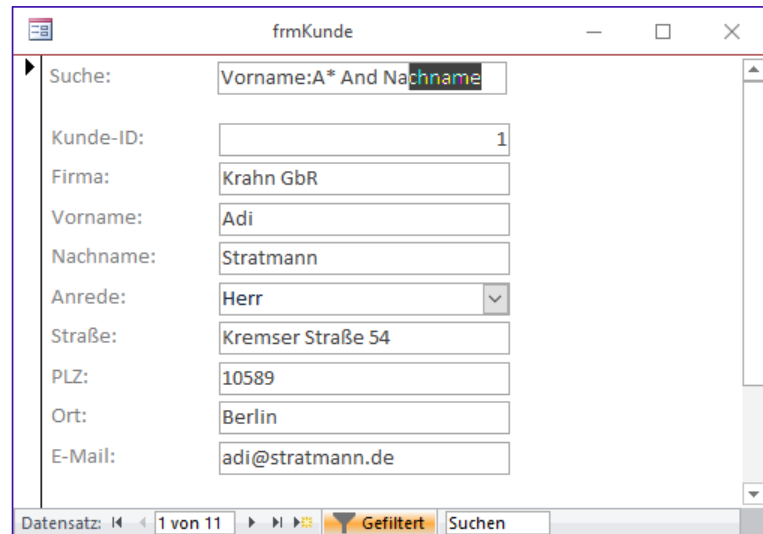 frmKunde
Suche: Vorname:A* And Nachname
Kunde-ID: 1
Firma: Krahn GbR
Vorname: Adi
Nachname: Stratmann
Anrede: Herr
Straße: Kremser Straße 54
PLZ: 10589
Ort: Berlin
E-Mail: adi@stratmann.de
Datensatz: 1 von 11 Gefiltert Suchen